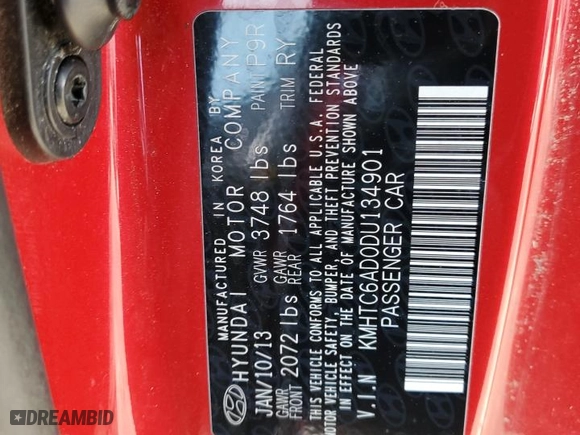 MANUFACTURED IN KOREA BY
HYUNDAI MOTOR COMPANY
JAN/10/13 GVWR 3748 lbs PAINT P9R
GAWR FRONT 2072 lbs GAWR REAR 1764 lbs TRIM RY
THIS VEHICLE CONFORMS TO ALL APPLICABLE U.S.A. FEDERAL
MOTOR VEHICLE SAFETY, BUMPER, AND THEFT PREVENTION STANDARDS
IN EFFECT ON THE DATE OF MANUFACTURE SHOWN ABOVE
V.I.N KMHTC6AD0DU134901
PASSENGER CAR
DREAMBID